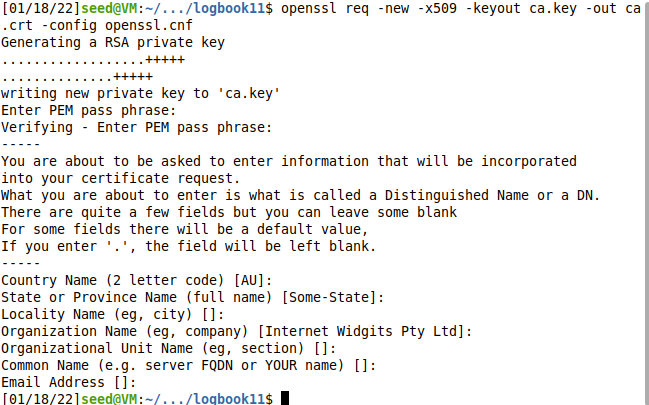 [01/18/22]seed@VM:~/.../logbook11$ openssl req -new -x509 -keyout ca.key -out ca
.crt -config openssl.cnf
Generating a RSA private key
..................+++++
..............+++++
writing new private key to 'ca.key'
Enter PEM pass phrase:
Verifying - Enter PEM pass phrase:
-----
You are about to be asked to enter information that will be incorporated
into your certificate request.
What you are about to enter is what is called a Distinguished Name or a DN.
There are quite a few fields but you can leave some blank
For some fields there will be a default value,
If you enter '.', the field will be left blank.
-----
Country Name (2 letter code) [AU]:
State or Province Name (full name) [Some-State]:
Locality Name (eg, city) []:
Organization Name (eg, company) [Internet Widgits Pty Ltd]:
Organizational Unit Name (eg, section) []:
Common Name (e.g. server FQDN or YOUR name) []:
Email Address []:
[01/18/22]seed@VM:~/.../logbook11$